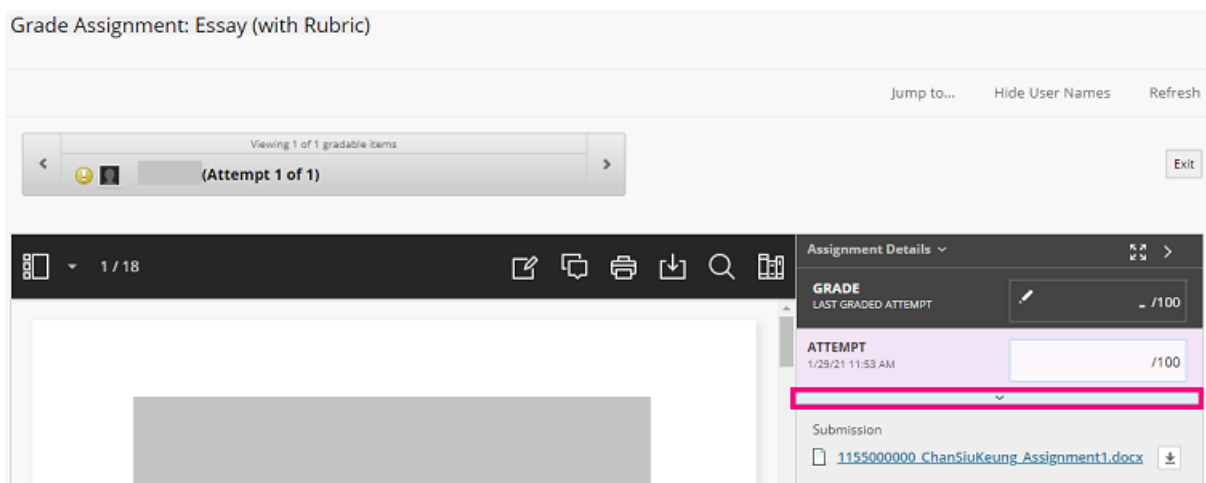 Grade Assignment: Essay (with Rubric)
Jump to... Hide User Names Refresh
Viewing 1 of 1 gradable items
(Attempt 1 of 1)
Exit
1 / 18
Assignment Details
GRADE
LAST GRADED ATTEMPT
- /100
ATTEMPT
1/29/21 11:53 AM
/100
Submission
1155000000_ChanSiuKeung_Assignment1.docx